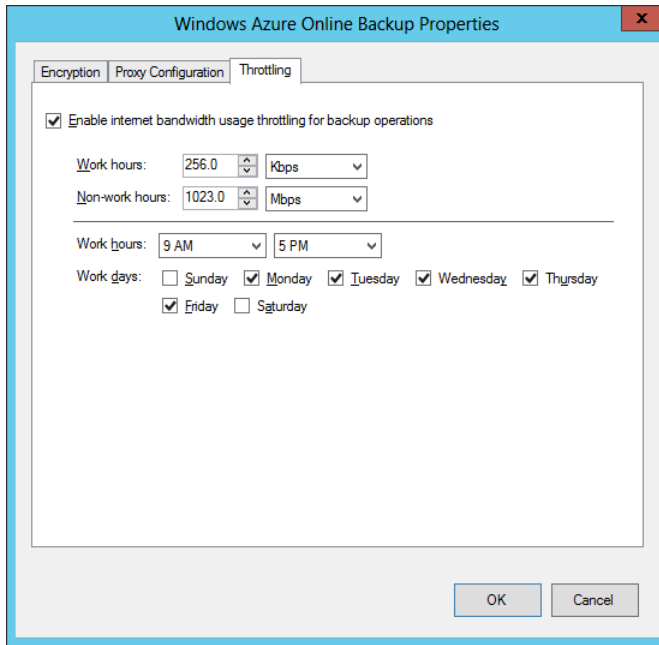 Windows Azure Online Backup Properties
x
Encryption Proxy Configuration Throttling
Enable internet bandwidth usage throttling for backup operations
Work hours: 256.0 Kbps
Non-work hours: 1023.0 Mbps
Work hours: 9 AM 5 PM
Work days: Sunday Monday Tuesday Wednesday Thursday
Friday Saturday
OK Cancel